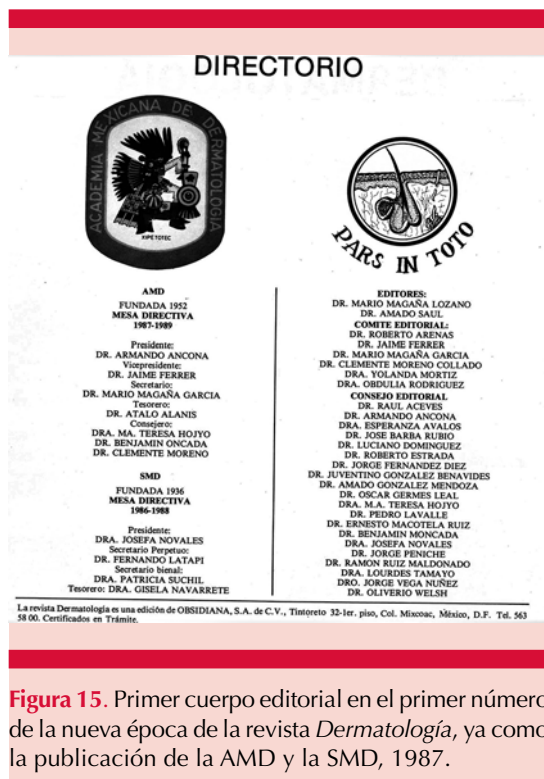 DIRECTORIO
ACADEMIA MEXICANA DE DERMATOLOGIA
XIPE TOTEC
AMD
FUNDADA 1952
MESA DIRECTIVA
1987-1989
Presidente:
DR. ARMANDO ANCONA
Vicepresidente:
DR. JAIME FERRER
Secretario:
DR. MARIO MAGAÑA GARCIA
Tesorero:
DR. ATALO ALANIS
Consejero:
DRA. MA. TERESA HOJYO
DR. BENJAMIN ONCADA
DR. CLEMENTE MORENO
SMD
FUNDADA 1936
MESA DIRECTIVA
1986-1988
Presidente:
DRA. JOSEFA NOVALES
Secretario Perpetuo:
DR. FERNANDO LATAPI
Secretario bienal:
DRA. PATRICIA SUCHIL
Tesorero: DRA. GISELA NAVARRETE
PARS IN TOTO
EDITORES:
DR. MARIO MAGAÑA LOZANO
DR. AMADO SAUL
COMITE EDITORIAL:
DR. ROBERTO ARENAS
DR. JAIME FERRER
DR. MARIO MAGAÑA GARCIA
DR. CLEMENTE MORENO COLLADO
DRA. YOLANDA MORTIZ
DRA. OBDULIA RODRIGUEZ
CONSEJO EDITORIAL
DR. RAUL ACEVES
DR. ARMANDO ANCONA
DRA. ESPERANZA AVALOS
DR. JOSE BARBA RUBIO
DR. LUCIANO DOMINGUEZ
DR. ROBERTO ESTRADA
DR. JORGE FERNANDEZ DIEZ
DR. JUVENTINO GONZALEZ BENAVIDES
DR. AMADO GONZALEZ MENDOZA
DR. OSCAR GERMES LEAL
DRA. M.A. TERESA HOJYO
DR. PEDRO LAVALLE
DR. ERNESTO MACOTELA RUIZ
DR. BENJAMIN MONCADA
DRA. JOSEFA NOVALES
DR. JORGE PENICHE
DR. RAMON RUIZ MALDONADO
DRA. LOURDES TAMAYO
DRO. JORGE VEGA NUÑEZ
DR. OLIVERIO WELSH
La revista Dermatología es una edición de OBSIDIANA, S.A. de C.V., Tintoreto 32-1er. piso, Col. Mixcoac, México, D.F. Tel. 563
58 00. Certificados en Trámite.
Figura 15. Primer cuerpo editorial en el primer número
de la nueva época de la revista Dermatología, ya como
la publicación de la AMD y la SMD, 1987.